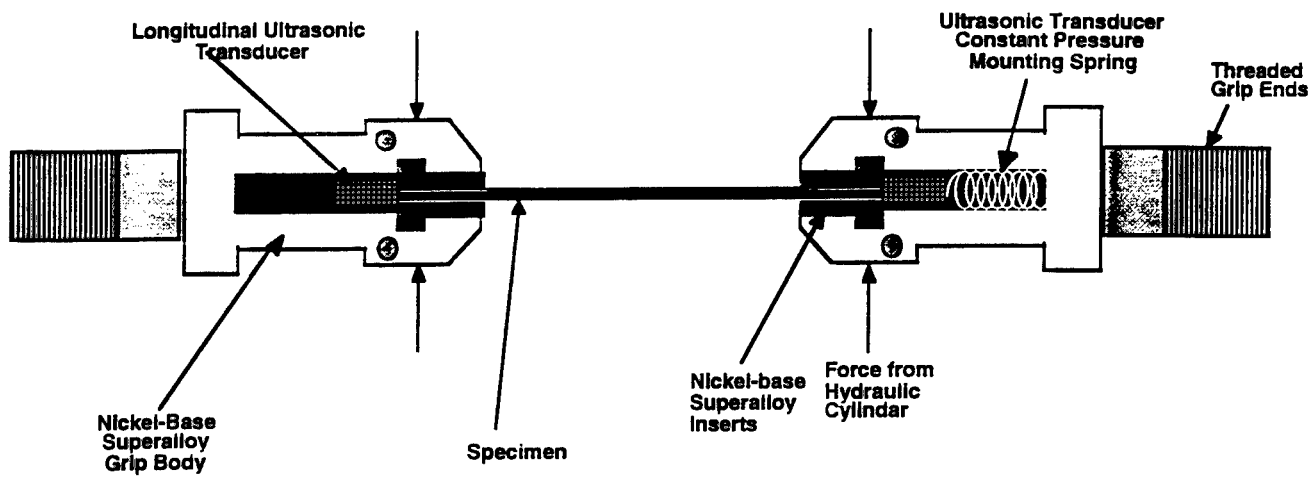 Longitudinal Ultrasonic
Transducer
Ultrasonic Transducer
Constant Pressure
Mounting Spring
Threaded
Grip Ends
Nickel-Base
Superalloy
Grip Body
Specimen
Nickel-base
Superalloy
Inserts
Force from
Hydraulic
Cylindar